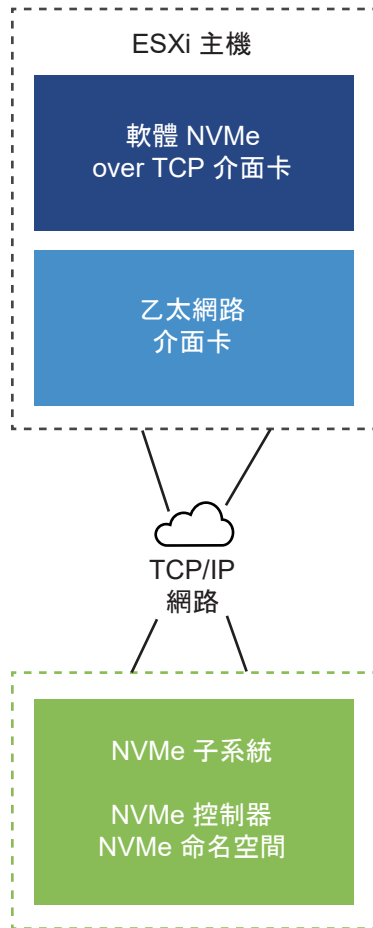 ESXi 主機
軟體 NVMe
over TCP 介面卡
乙太網路
介面卡
TCP/IP
網路
NVMe 子系統
NVMe 控制器
NVMe 命名空間